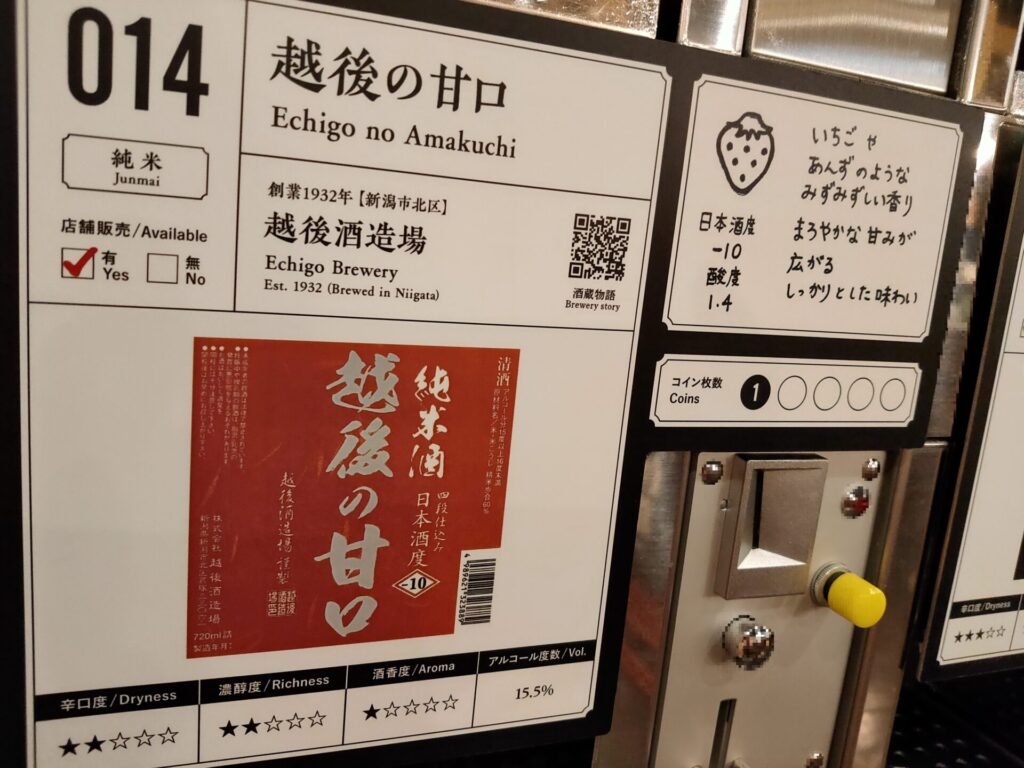 014
純米
Junmai
店舗販売/Available
有
Yes
無
No
越後の甘口
Echigo no Amakuchi
創業1932年【新潟市北区】
越後酒造場
Echigo Brewery
Est. 1932 (Brewed in Niigata)
酒蔵物語
Brewery story
いちごや
あんずのような
みずみずしい香り
まろやかな甘みが
広がる
しっかりとした味わい
日本酒度
-10
酸度
1.4
コイン枚数
Coins
1
清酒
純米酒
四段仕込み
日本酒度
-10
越後の甘口
越後酒造場 謹製
株式会社 越後酒造場
720ml詰
製造年月
辛口度/Dryness
★★☆☆☆
濃醇度/Richness
★★☆☆☆
酒香度/Aroma
★☆☆☆☆
アルコール度数/Vol.
15.5%
辛口度/Dryness
★★★☆☆